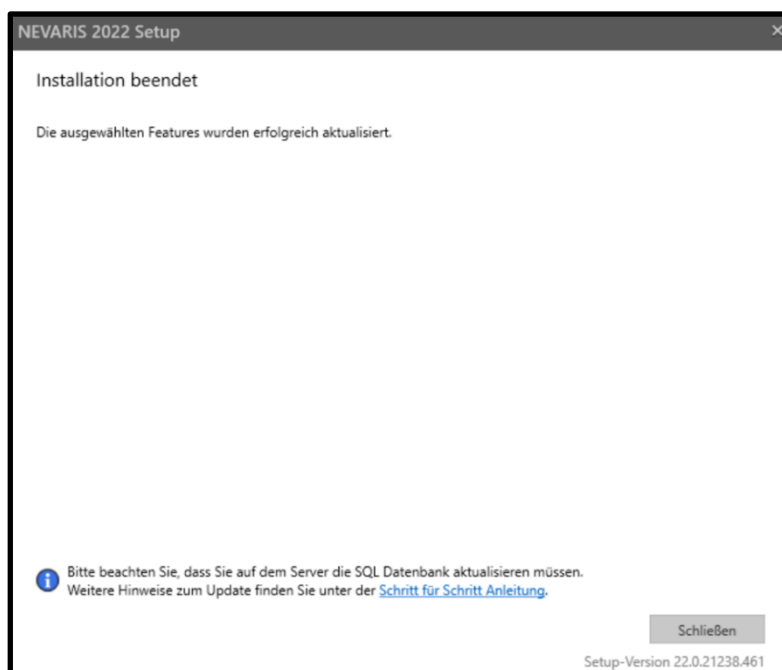 NEVARIS 2022 Setup
Installation beendet
Die ausgewählten Features wurden erfolgreich aktualisiert.
Bitte beachten Sie, dass Sie auf dem Server die SQL Datenbank aktualisieren müssen.
Weitere Hinweise zum Update finden Sie unter der Schritt für Schritt Anleitung.
Schließen
Setup-Version 22.0.21238.461